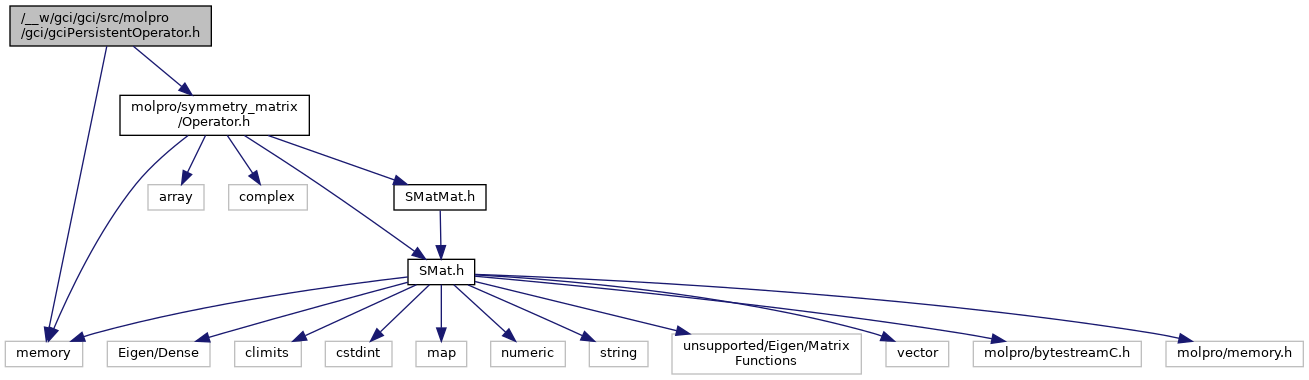 /__w/gci/gci/src/molpro
/gci/gciPersistentOperator.h
molpro/symmetry_matrix
/Operator.h
array
complex
SMatMat.h
SMat.h
memory
Eigen/Dense
climits
cstdint
map
numeric
string
unsupported/Eigen/Matrix
Functions
vector
molpro/bytestreamC.h
molpro/memory.h